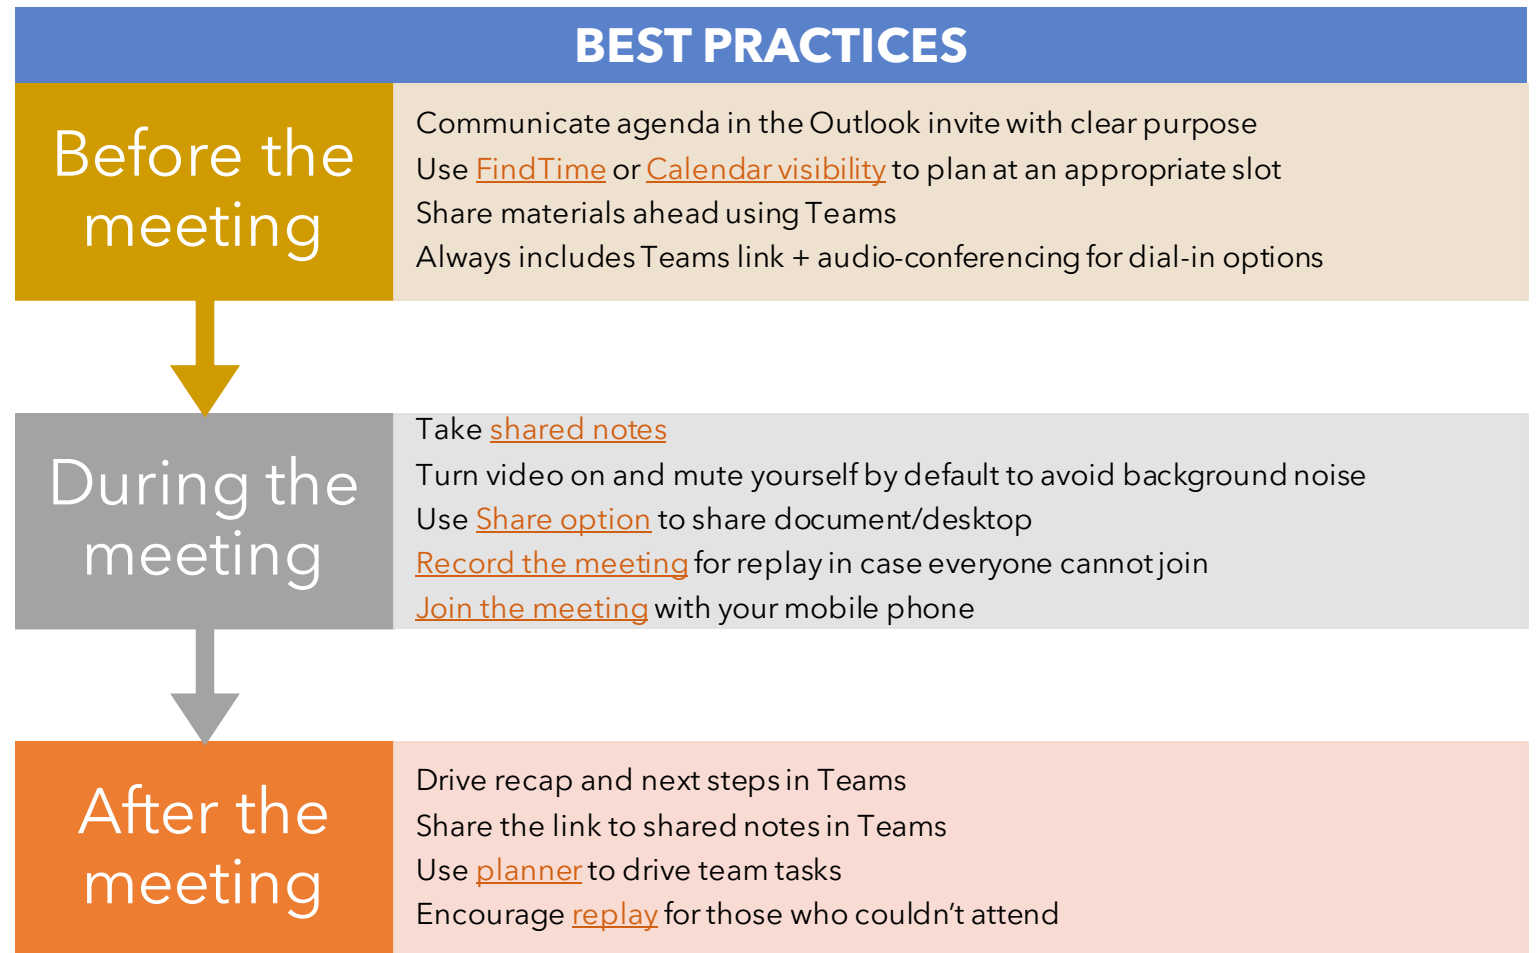 BEST PRACTICES
Before the
meeting
Communicate agenda in the Outlook invite with clear purpose
Use FindTime or Calendar visibility to plan at an appropriate slot
Share materials ahead using Teams
Always includes Teams link + audio-conferencing for dial-in options
During the
meeting
Take shared notes
Turn video on and mute yourself by default to avoid background noise
Use Share option to share document/desktop
Record the meeting for replay in case everyone cannot join
Join the meeting with your mobile phone
After the
meeting
Drive recap and next steps in Teams
Share the link to shared notes in Teams
Use planner to drive team tasks
Encourage replay for those who couldn’t attend